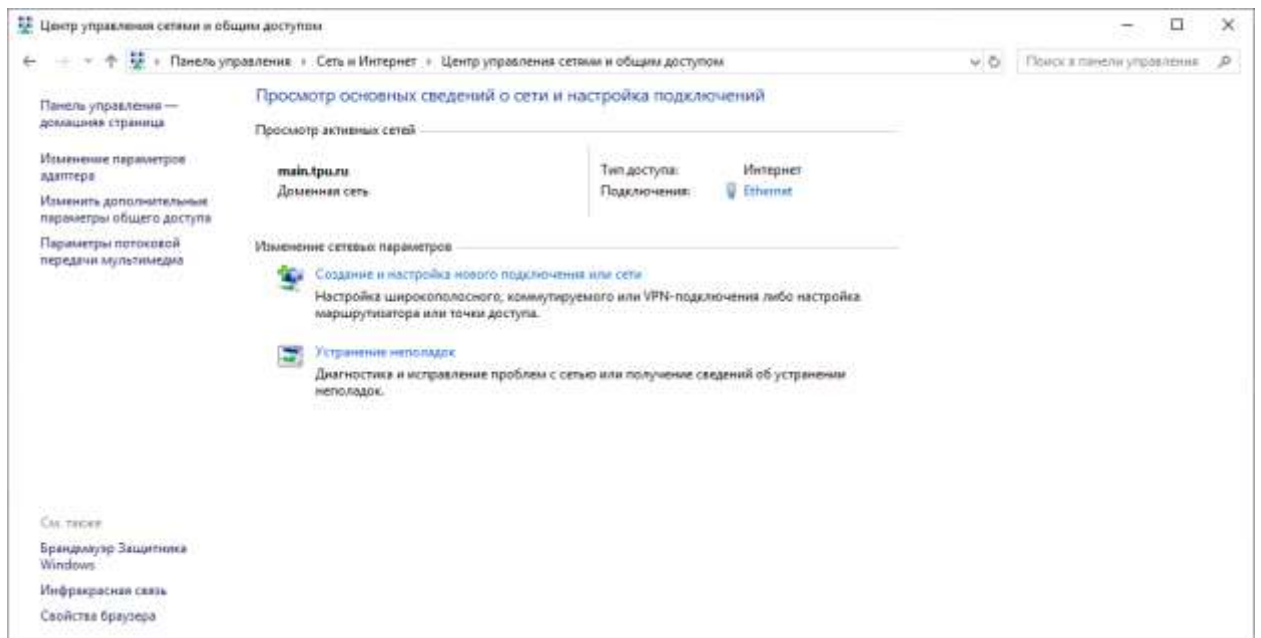 Центр управления сетями и общим доступом
Панель управления › Сеть и Интернет › Центр управления сетями и общим доступом
Поиск в панели управления
Панель управления —
домашняя страница
Изменение параметров
адаптера
Изменить дополнительные
параметры общего доступа
Параметры потоковой
передачи мультимедиа
Просмотр основных сведений о сети и настройка подключений
Просмотр активных сетей
main.tpu.ru
Доменная сеть
Тип доступа: Интернет
Подключения: Ethernet
Изменение сетевых параметров
Создание и настройка нового подключения или сети
Настройка широкополосного, коммутируемого или VPN-подключения либо настройка
маршрутизатора или точки доступа.
Устранение неполадок
Диагностика и исправление проблем с сетью или получение сведений об устранении
неполадок.
См. также
Брандмауэр Защитника
Windows
Инфракрасная связь
Свойства браузера